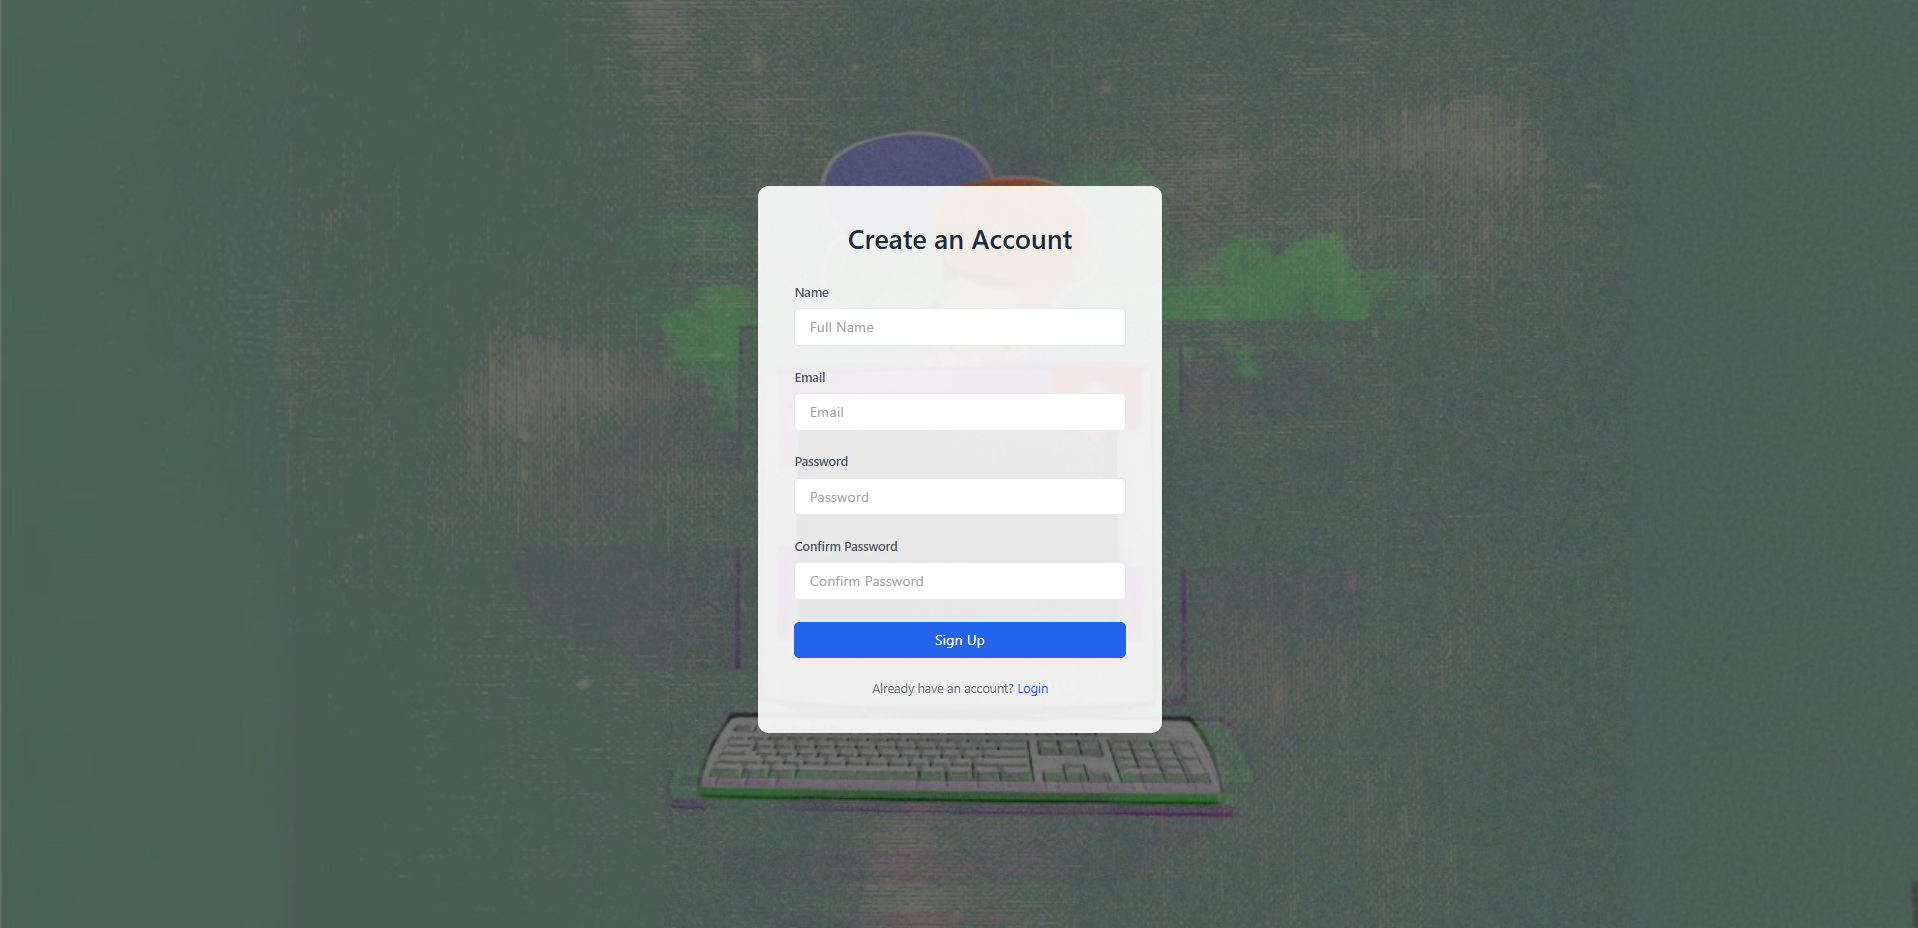 Create an Account
Name
Full Name
Email
Email
Password
Password
Confirm Password
Confirm Password
Sign Up
Already have an account? Login